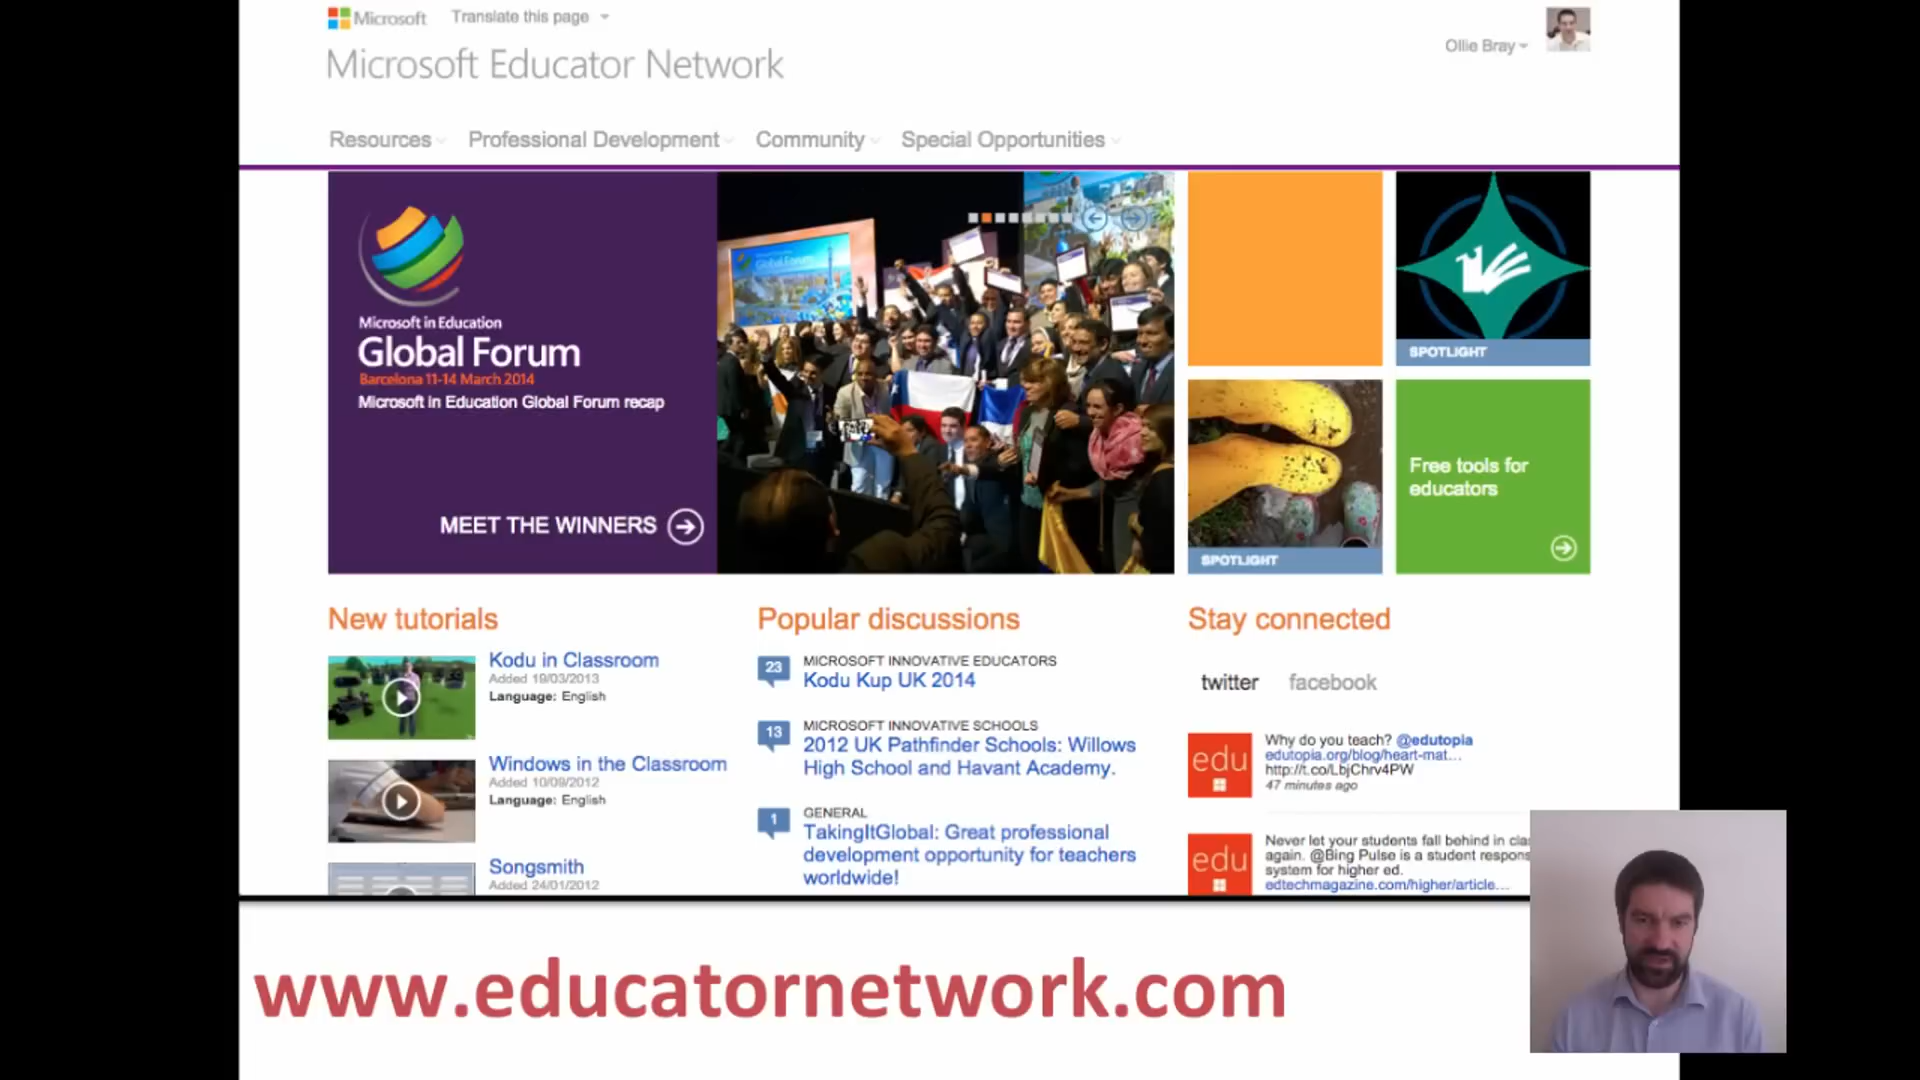 Microsoft
Translate this page
Ollie Bray
Microsoft Educator Network
Resources
Professional Development
Community
Special Opportunities
Microsoft in Education
Global Forum
Barcelona 11-14 March 2014
Microsoft in Education Global Forum recap
MEET THE WINNERS
Global Forum
SPOTLIGHT
SPOTLIGHT
Free tools for
educators
New tutorials
Kodu in Classroom
Added 19/03/2013
Language: English
Windows in the Classroom
Added 10/09/2012
Language: English
Songsmith
Added 24/01/2012
Popular discussions
23
MICROSOFT INNOVATIVE EDUCATORS
Kodu Kup UK 2014
13
MICROSOFT INNOVATIVE SCHOOLS
2012 UK Pathfinder Schools: Willows
High School and Havant Academy.
1
GENERAL
TakingItGlobal: Great professional
development opportunity for teachers
worldwide!
Stay connected
twitter
facebook
edu
Why do you teach? @edutopia
edutopia.org/blog/heart-mat...
http://t.co/LbjChrv4PW
47 minutes ago
edu
Never let your students fall behind in cla
again. @Bing Pulse is a student respons
system for higher ed.
edtechmagazine.com/higher/article...
www.educatornetwork.com